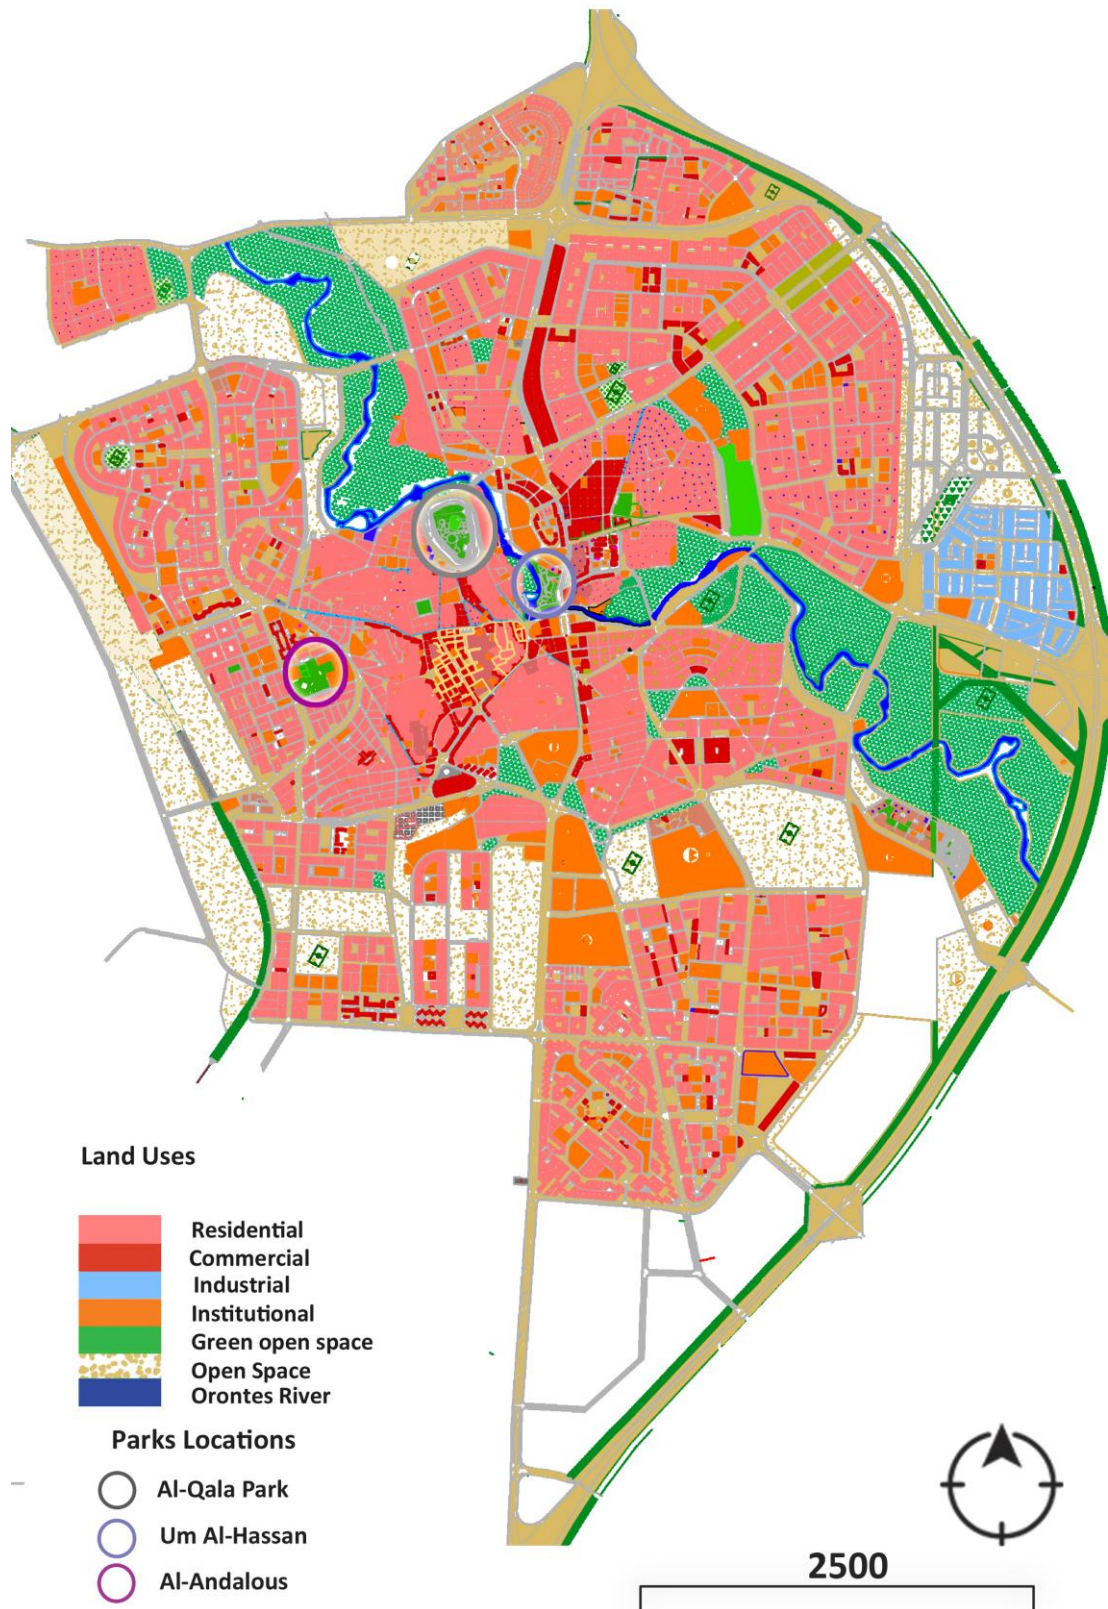 Land Uses
Residential
Commercial
Industrial
Institutional
Green open space
Open Space
Orontes River
Parks Locations
Al-Qala Park
Um Al-Hassan
Al-Andalous
2500